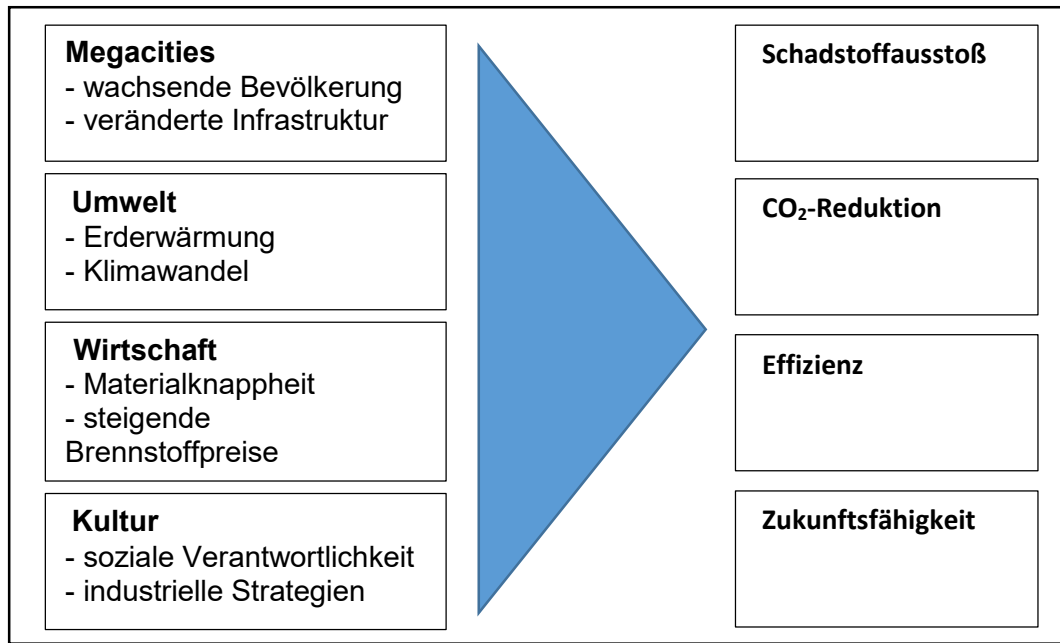 Megacities
- wachsende Bevölkerung
- veränderte Infrastruktur
Umwelt
- Erderwärmung
- Klimawandel
Wirtschaft
- Materialknappheit
- steigende
Brennstoffpreise
Kultur
- soziale Verantwortlichkeit
- industrielle Strategien
Schadstoffausstoß
CO₂-Reduktion
Effizienz
Zukunftsfähigkeit